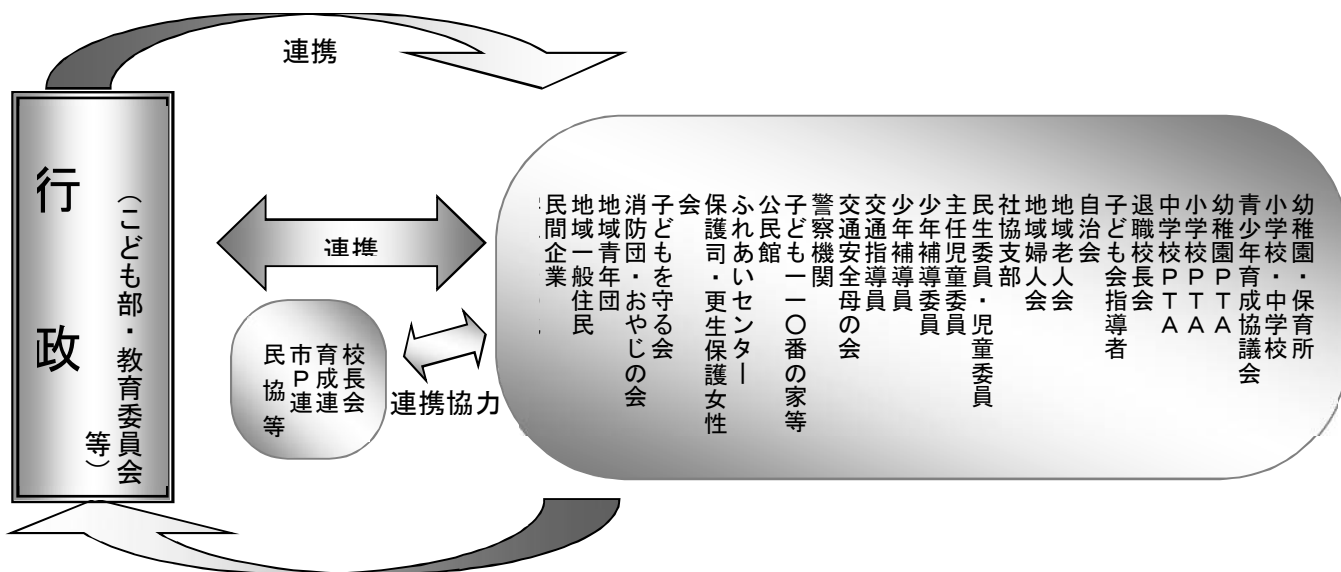 連携
行政
（こども部・教育委員会
等）
連携
校長会
育成連
市Ｐ連
民協等
連携協力
幼稚園・保育所
小学校・中学校
青少年育成協議会
幼稚園ＰＴＡ
小学校ＰＴＡ
中学校ＰＴＡ
退職校長会
子ども会指導者
自治会
地域老人会
地域婦人会
社協支部
民生委員・児童委員
主任児童委員
少年補導委員
少年補導員
交通指導員
交通安全母の会
警察機関
子ども一一〇番の家等
公民館
ふれあいセンター
保護司・更生保護女性
会
子どもを守る会
消防団・おやじの会
地域青年団
地域一般住民
民間企業